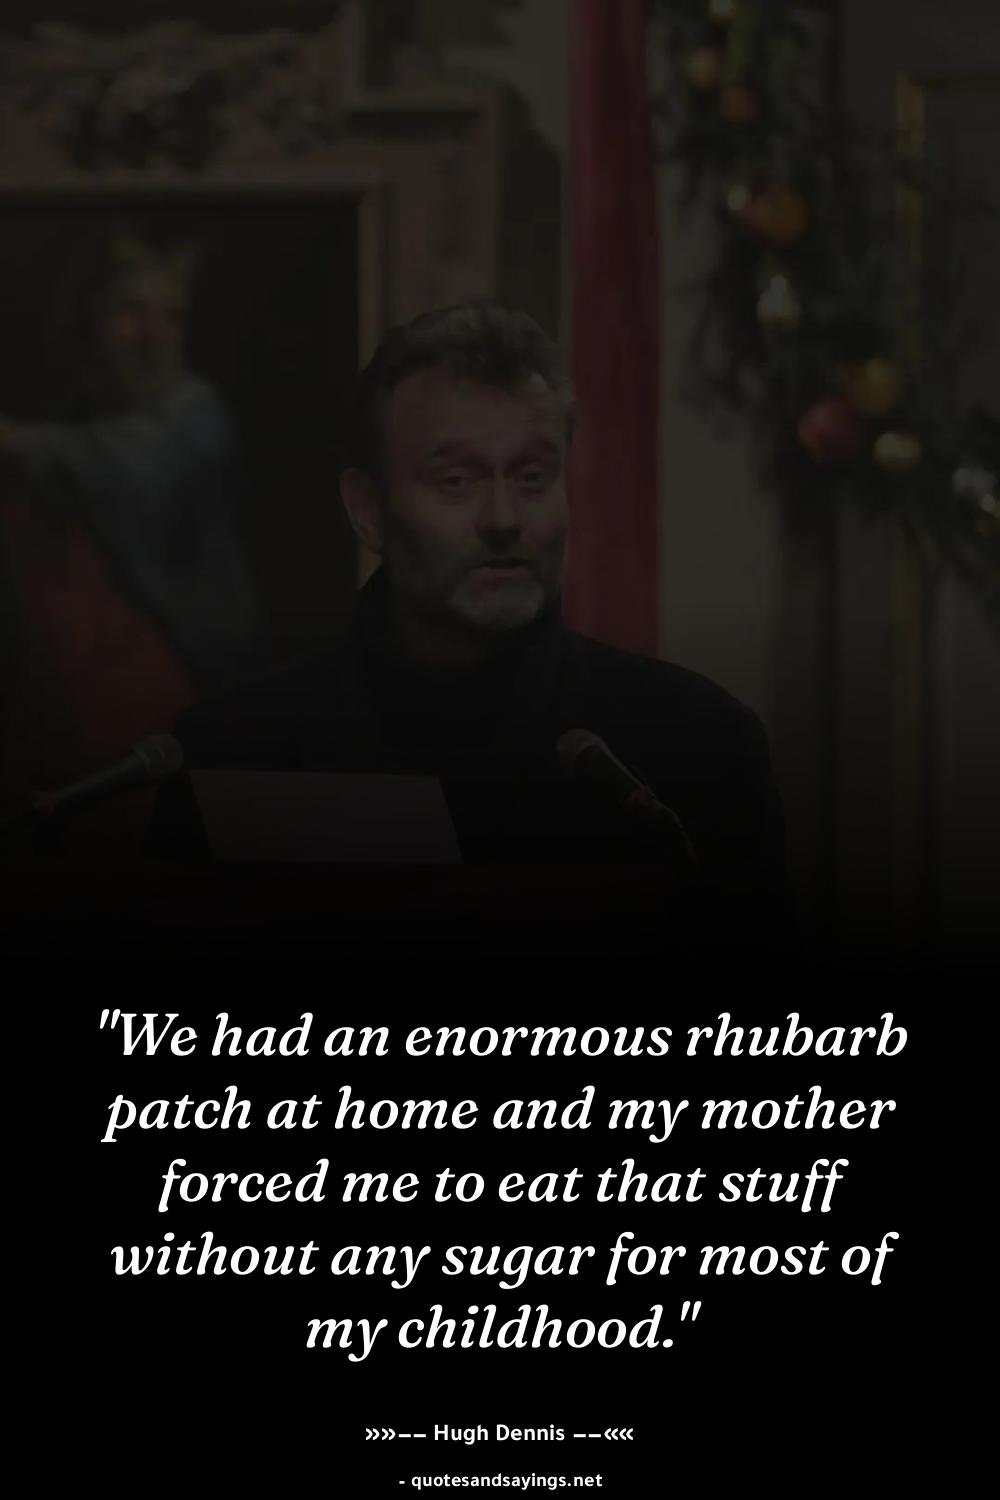 "We had an enormous rhubarb
patch at home and my mother
forced me to eat that stuff
without any sugar for most of
my childhood."
»»—— Hugh Dennis ——««
- quotesandsayings.net